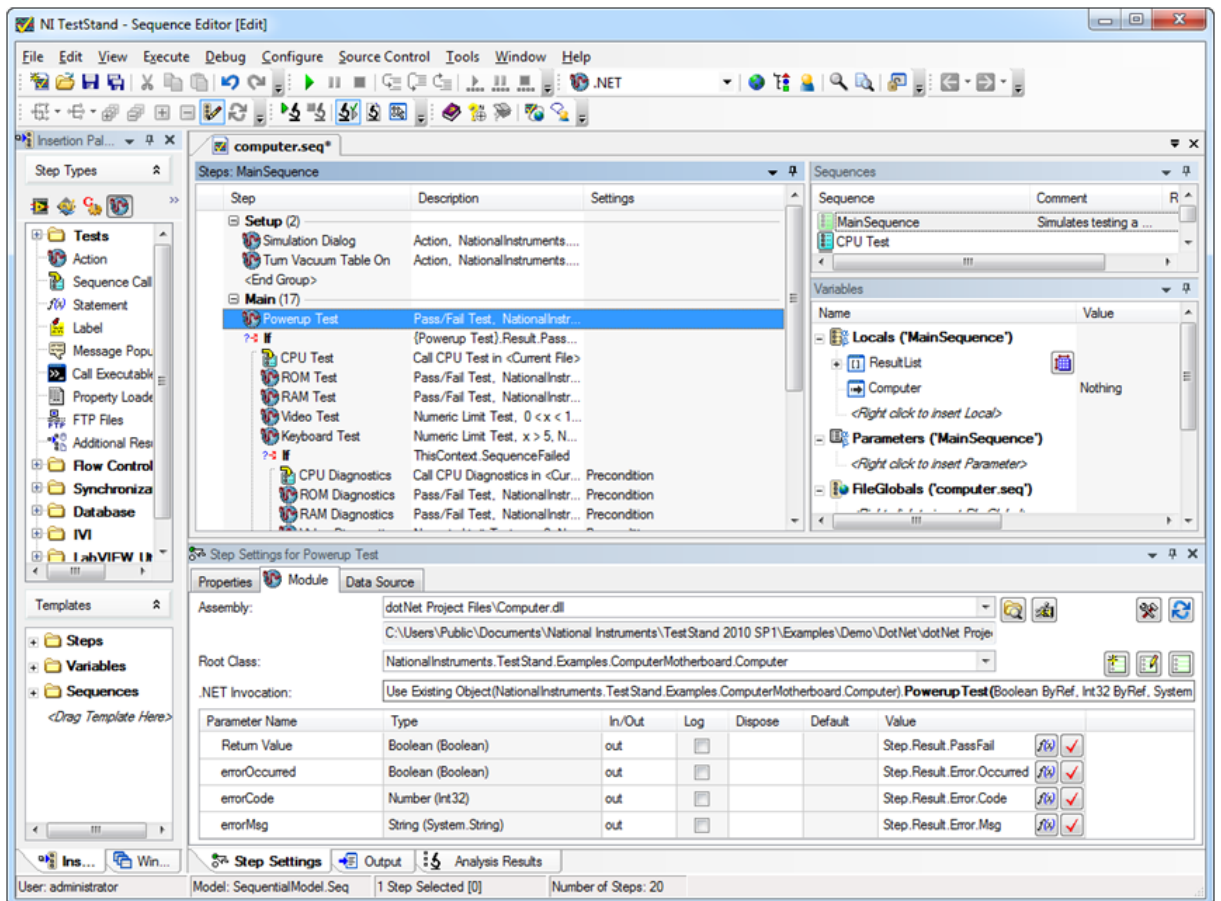 NI TestStand - Sequence Editor [Edit]
File Edit View Execute Debug Configure Source Control Tools Window Help
.NET
Insertion Pal...
Step Types
Tests
Action
Sequence Call
Statement
Label
Message Popu
Call Executable
Property Loade
FTP Files
Additional Resu
Flow Control
Synchroniza
Database
IVI
LabVIEW Ut
Templates
Steps
Variables
Sequences
<Drag Template Here>
Ins... Win...
computer.seq*
Steps: MainSequence
Step Description Settings
Setup (2)
Simulation Dialog Action, NationalInstruments....
Turn Vacuum Table On Action, NationalInstruments....
<End Group>
Main (17)
Powerup Test Pass/Fail Test, NationalInstr...
If {Powerup Test}.Result.Pass...
CPU Test Call CPU Test in <Current File>
ROM Test Pass/Fail Test, NationalInstr...
RAM Test Pass/Fail Test, NationalInstr...
Video Test Numeric Limit Test, 0 < x < 1...
Keyboard Test Numeric Limit Test, x > 5, N...
If ThisContext.SequenceFailed
CPU Diagnostics Call CPU Diagnostics in <Cur... Precondition
ROM Diagnostics Pass/Fail Test, NationalInstr... Precondition
RAM Diagnostics Pass/Fail Test, NationalInstr... Precondition
Sequences
Sequence Comment R
MainSequence Simulates testing a ...
CPU Test
Variables
Name Value
Locals ('MainSequence')
ResultList
Computer Nothing
<Right click to insert Local>
Parameters ('MainSequence')
<Right click to insert Parameter>
FileGlobals ('computer.seq')
Step Settings for Powerup Test
Properties Module Data Source
Assembly: dotNet Project Files\Computer.dll
C:\Users\Public\Documents\National Instruments\TestStand 2010 SP1\Examples\Demo\DotNet\dotNet Proje
Root Class: NationalInstruments.TestStand.Examples.ComputerMotherboard.Computer
.NET Invocation: Use Existing Object(NationalInstruments.TestStand.Examples.ComputerMotherboard.Computer).PowerupTest(Boolean ByRef, Int32 ByRef, System
Parameter Name Type In/Out Log Dispose Default Value
Return Value Boolean (Boolean) out Step.Result.PassFail f(x)
errorOccurred Boolean (Boolean) out Step.Result.Error.Occurred f(x)
errorCode Number (Int32) out Step.Result.Error.Code f(x)
errorMsg String (System.String) out Step.Result.Error.Msg f(x)
Step Settings Output Analysis Results
User: administrator Model: SequentialModel.Seq 1 Step Selected [0] Number of Steps: 20